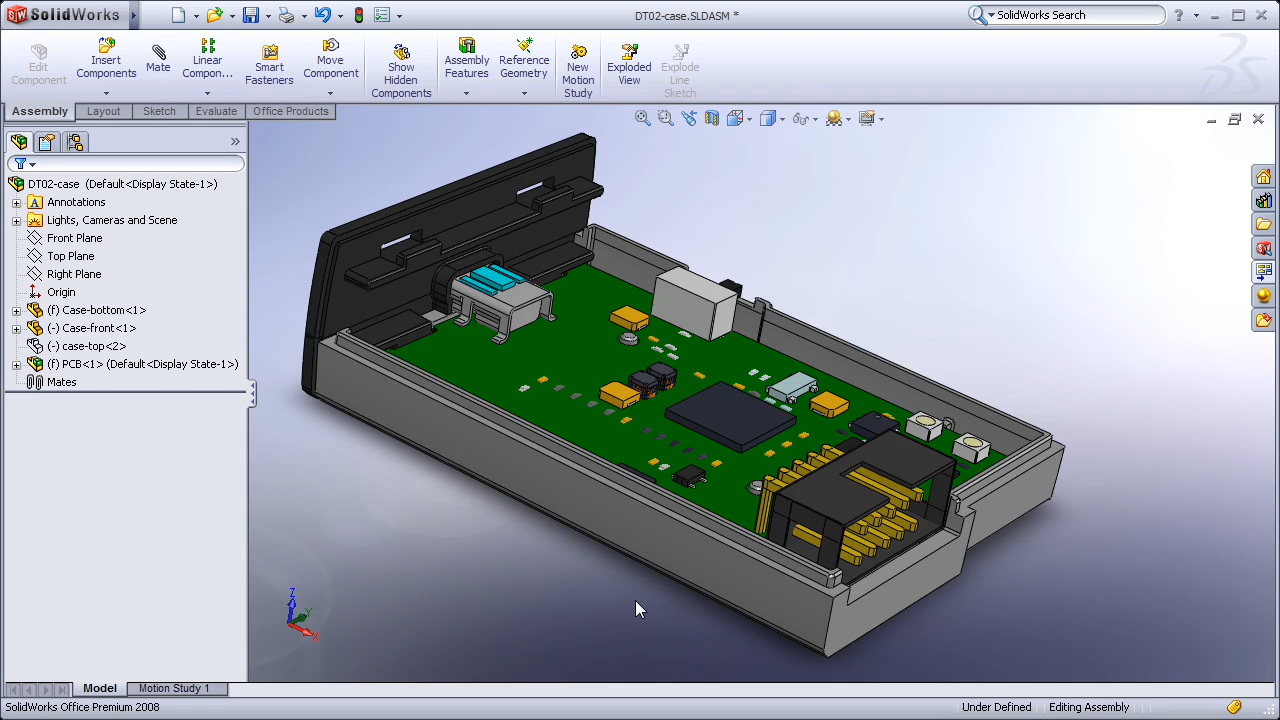 SolidWorks
DT02-case.SLDASM *
SolidWorks Search
Edit Component
Insert Components
Mate
Linear Compon...
Smart Fasteners
Move Component
Show Hidden Components
Assembly Features
Reference Geometry
New Motion Study
Exploded View
Explode Line Sketch
Assembly
Layout
Sketch
Evaluate
Office Products
DT02-case (Default<Display State-1>)
Annotations
Lights, Cameras and Scene
Front Plane
Top Plane
Right Plane
Origin
(f) Case-bottom<1>
(-) Case-front<1>
(-) case-top<2>
(f) PCB<1> (Default<Display State-1>)
Mates
Z
Y
X
Model
Motion Study 1
SolidWorks Office Premium 2008
Under Defined
Editing Assembly